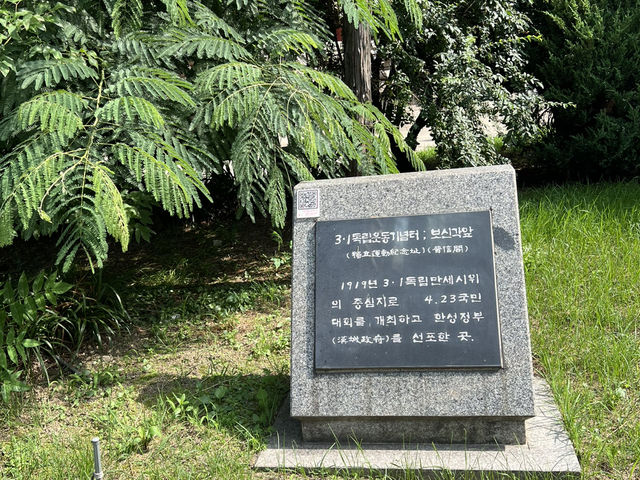 3·1독립운동기념터 ; 보신각앞
(獨立運動紀念址) (普信閣)
1919년 3·1독립만세시위
의 중심지로 4.23국민
대회를 개최하고 한성정부
(漢城政府)를 선포한 곳.